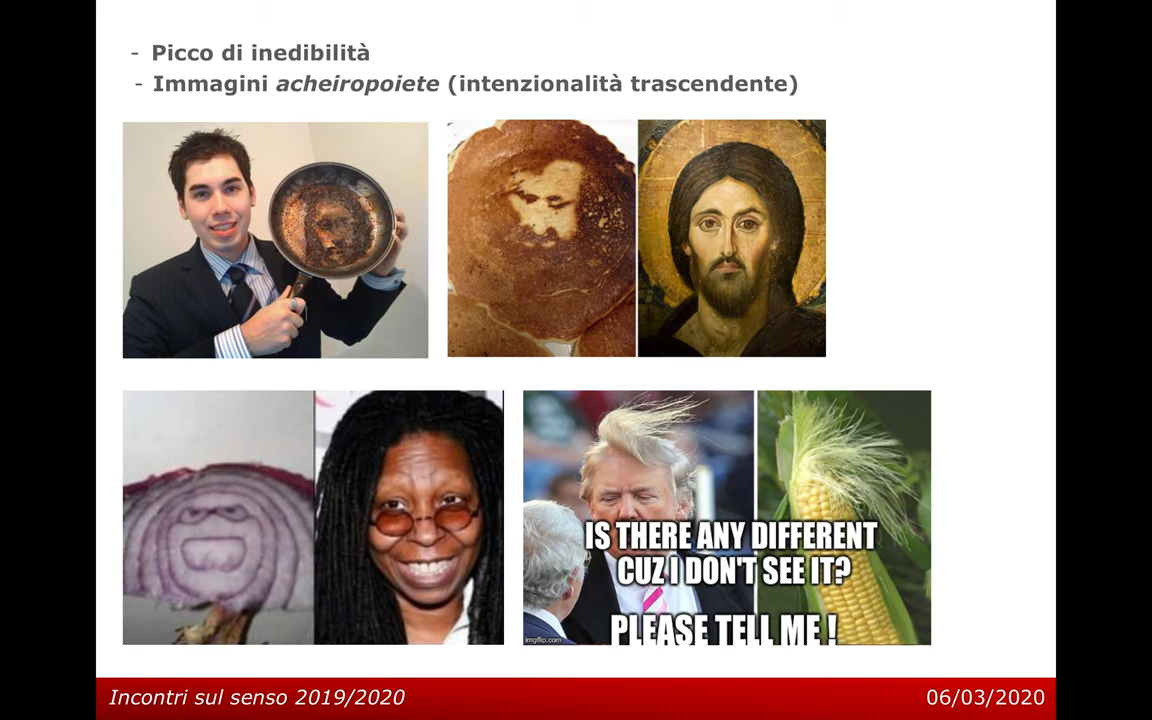 - Picco di inedibilità
- Immagini acheiropoiete (intenzionalità trascendente)
IS THERE ANY DIFFERENT
CUZ I DON'T SEE IT?
PLEASE TELL ME !
imgflip.com
Incontri sul senso 2019/2020
06/03/2020